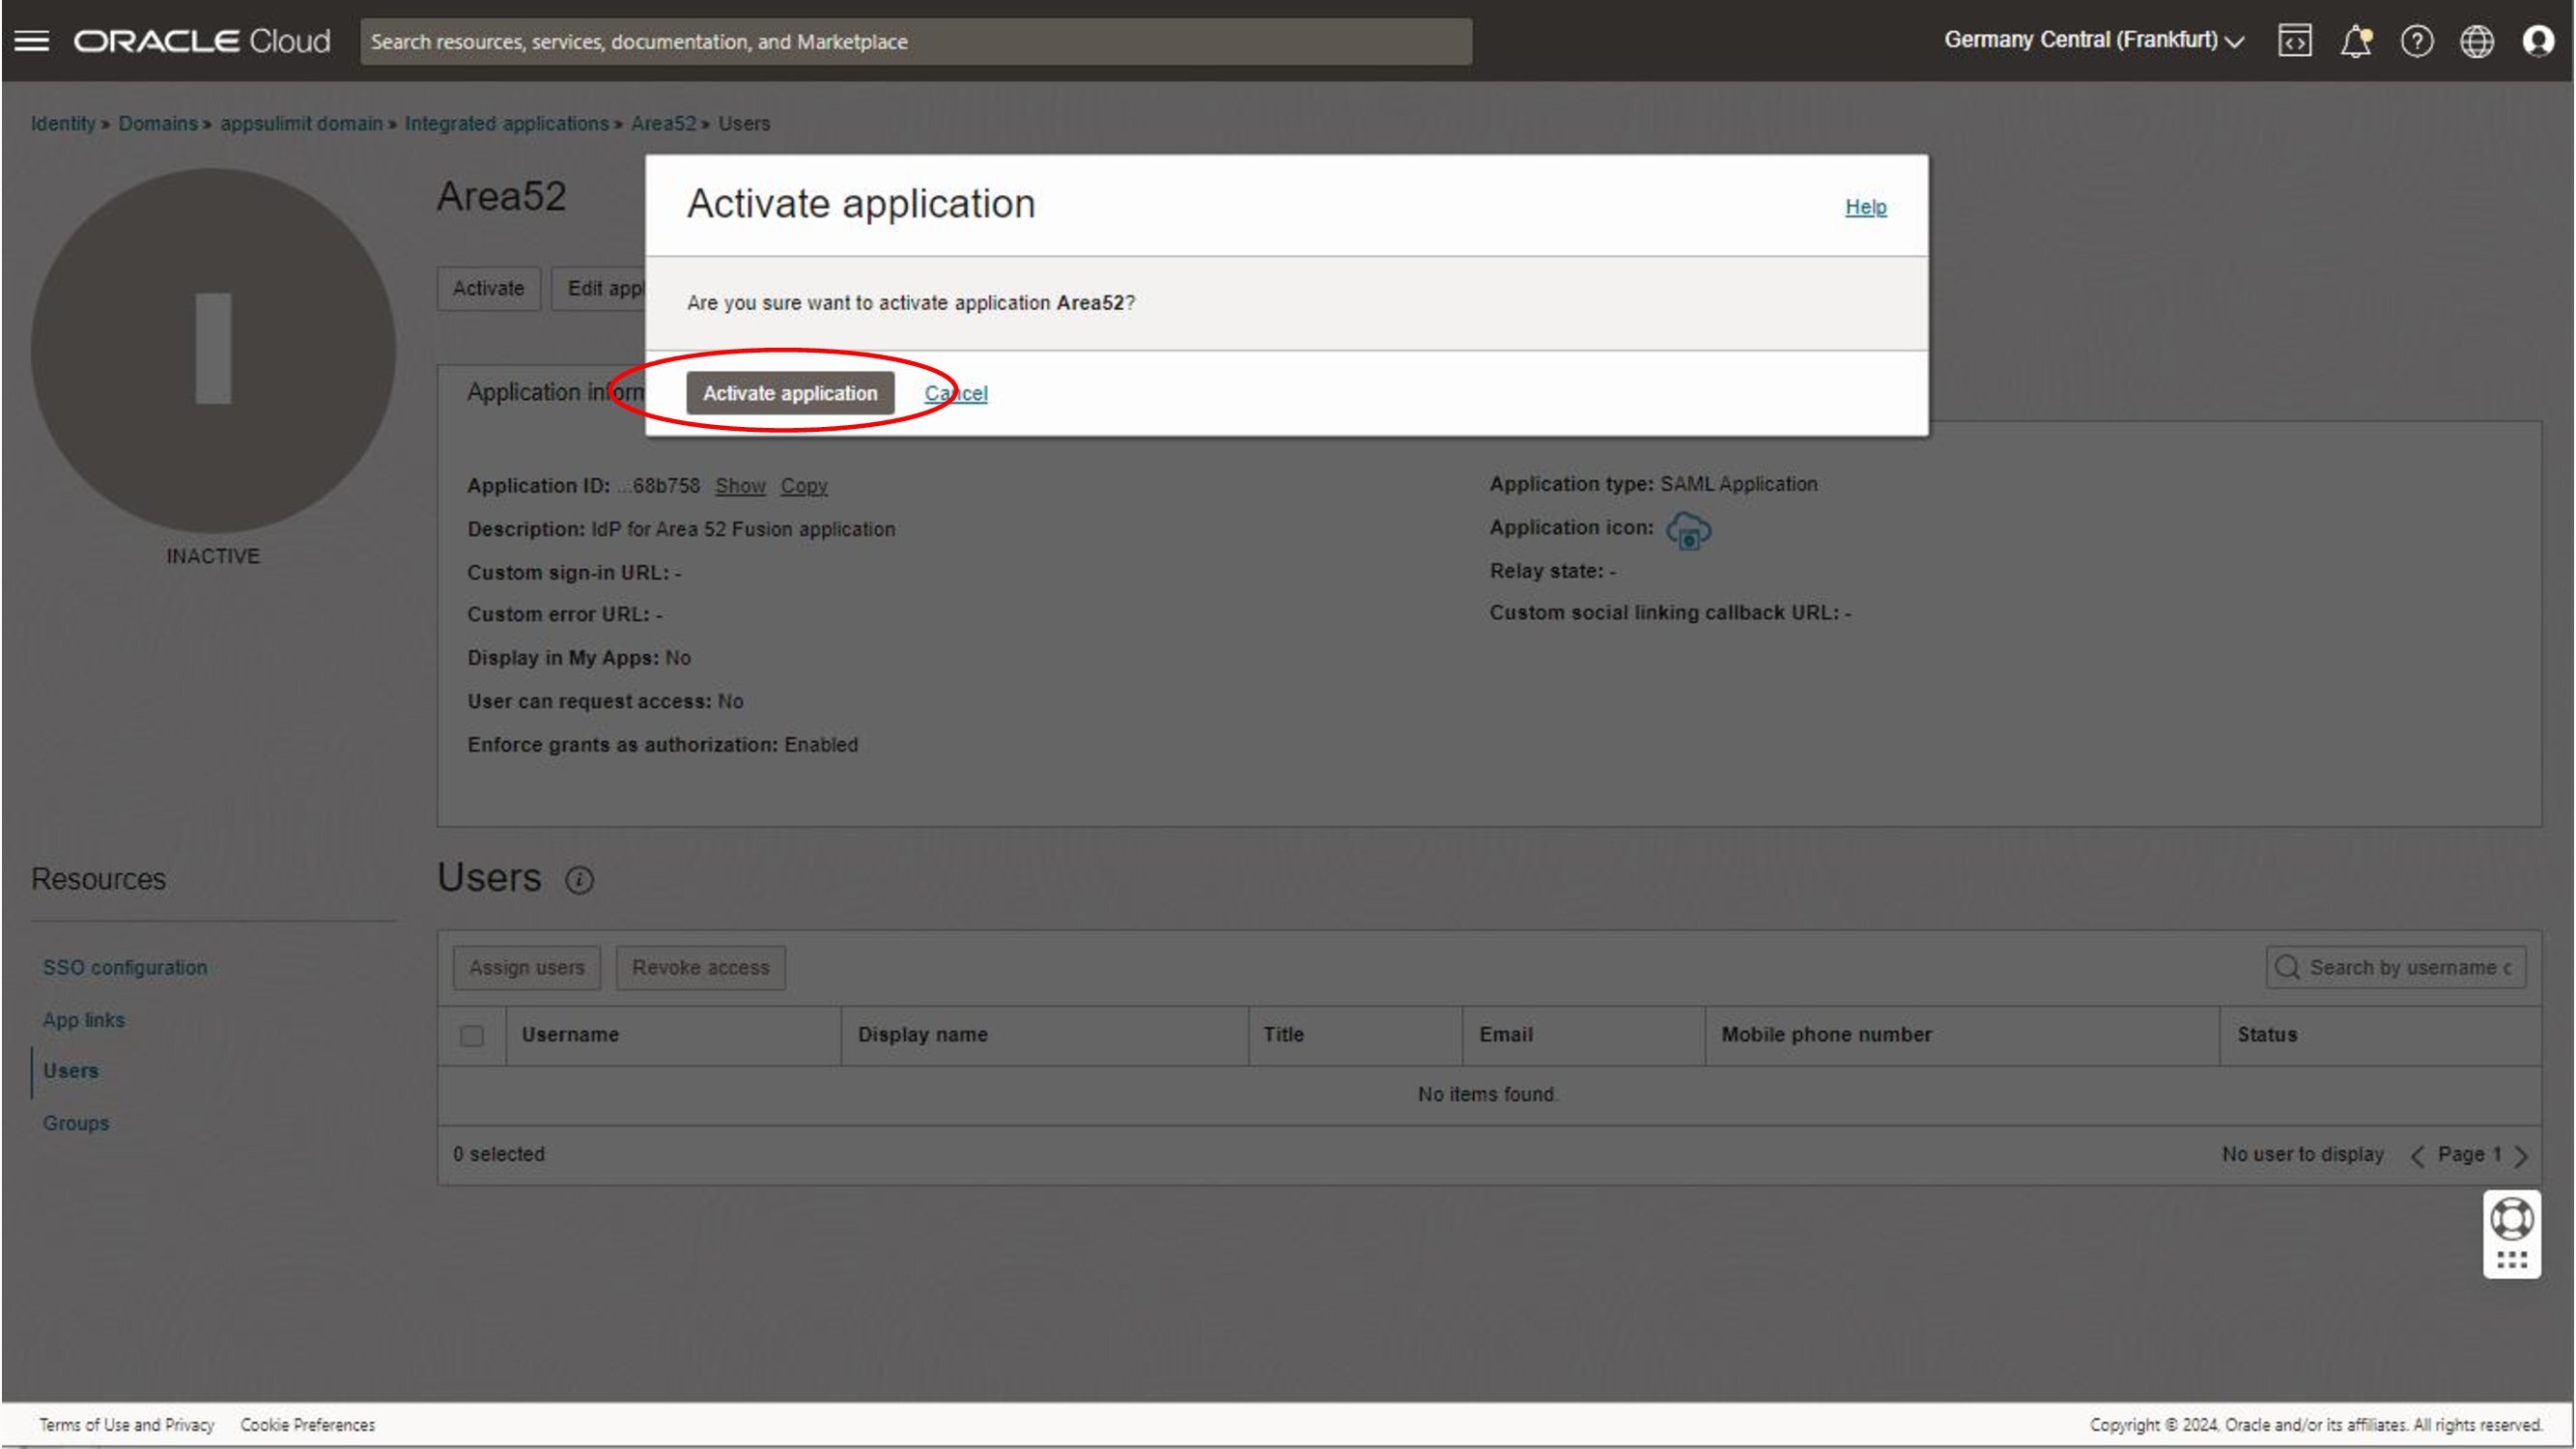 ORACLE Cloud
Search resources, services, documentation, and Marketplace
Germany Central (Frankfurt)
Identity » Domains » appsulimit domain » Integrated applications » Area52 » Users
Area52
Activate
Edit appl
Activate application
Help
Are you sure want to activate application Area52?
Activate application
Cancel
I
INACTIVE
Application inform
Application ID: ...68b758 Show Copy
Description: IdP for Area 52 Fusion application
Custom sign-in URL: -
Custom error URL: -
Display in My Apps: No
User can request access: No
Enforce grants as authorization: Enabled
Application type: SAML Application
Application icon:
Relay state: -
Custom social linking callback URL: -
Resources
SSO configuration
App links
Users
Groups
Users
Assign users
Revoke access
Search by username o
Username Display name Title Email Mobile phone number Status
No items found.
0 selected
No user to display
Page 1
Terms of Use and Privacy
Cookie Preferences
Copyright © 2024, Oracle and/or its affiliates. All rights reserved.